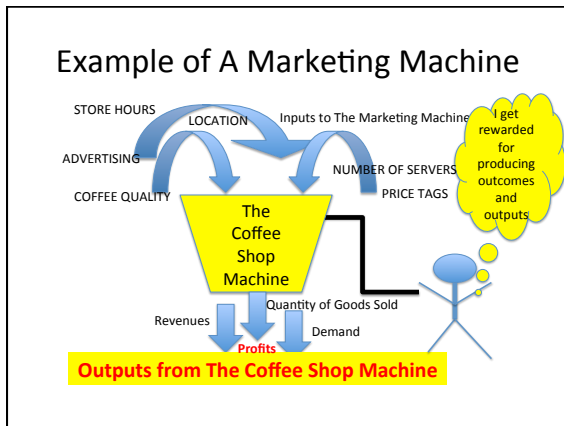 Example of A Marketing Machine
STORE HOURS
LOCATION
Inputs to The Marketing Machine
ADVERTISING
NUMBER OF SERVERS
COFFEE QUALITY
PRICE TAGS
I get
rewarded
for
producing
outcomes
and
outputs
The
Coffee
Shop
Machine
Quantity of Goods Sold
Revenues
Demand
Profits
Outputs from The Coffee Shop Machine